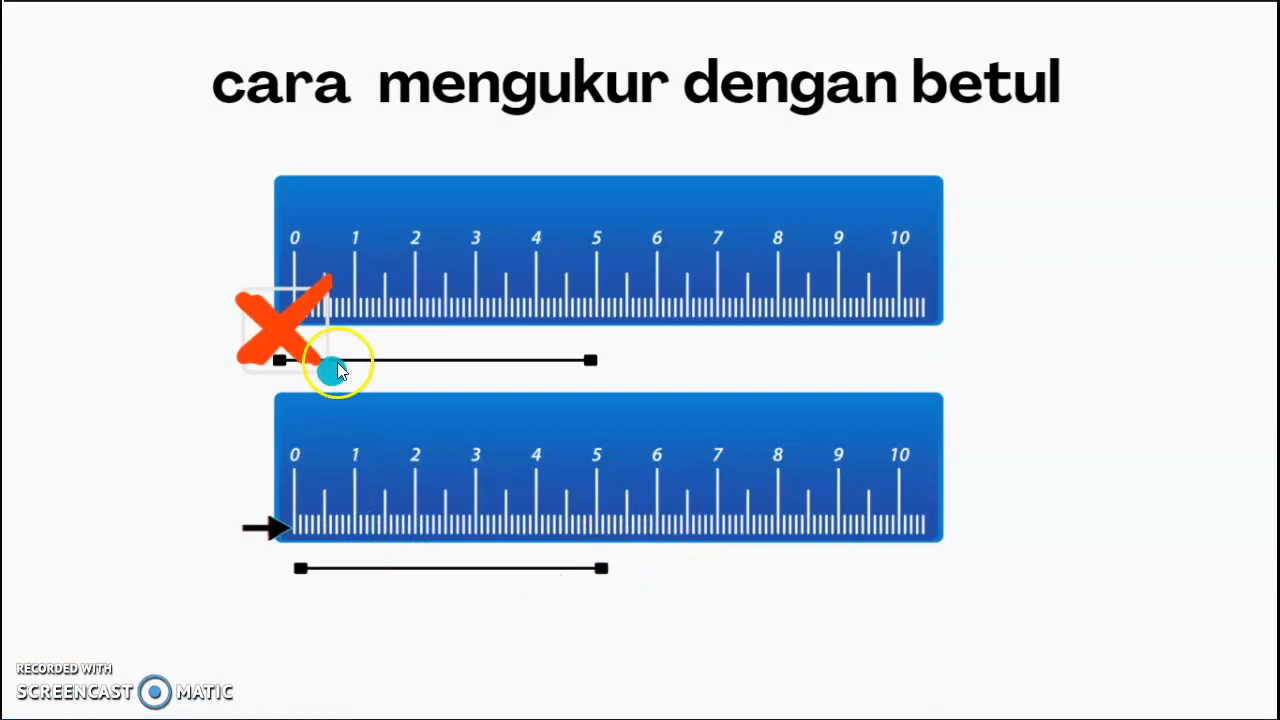 cara mengukur dengan betul
0 1 2 3 4 5 6 7 8 9 10
0 1 2 3 4 5 6 7 8 9 10
RECORDED WITH
SCREENCAST MATIC